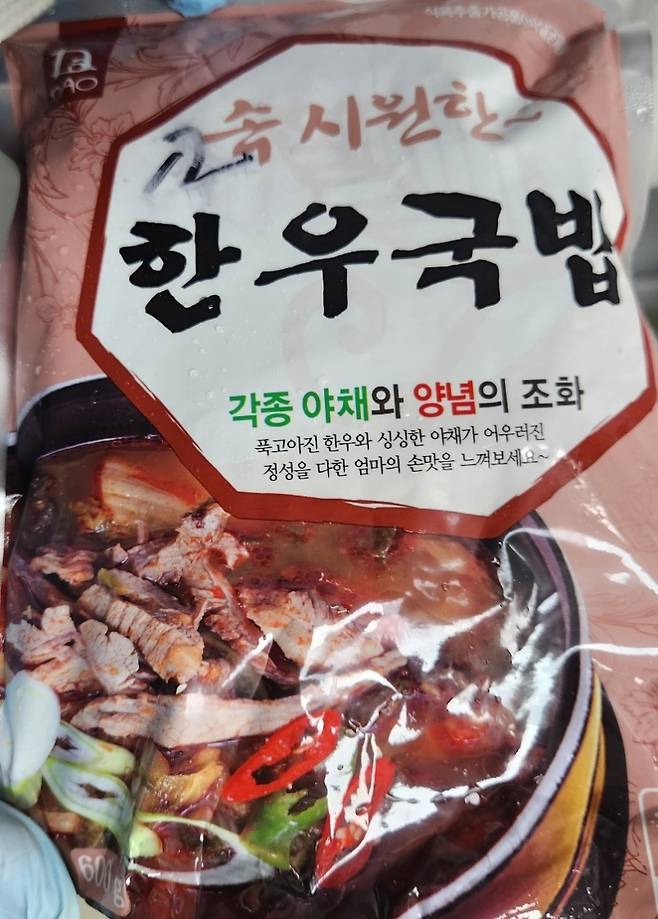 속 시원한~
한우국밥
각종 야채와 양념의 조화
푹고아진 한우와 싱싱한 야채가 어우러진
정성을 다한 엄마의 손맛을 느껴보세요~
600g